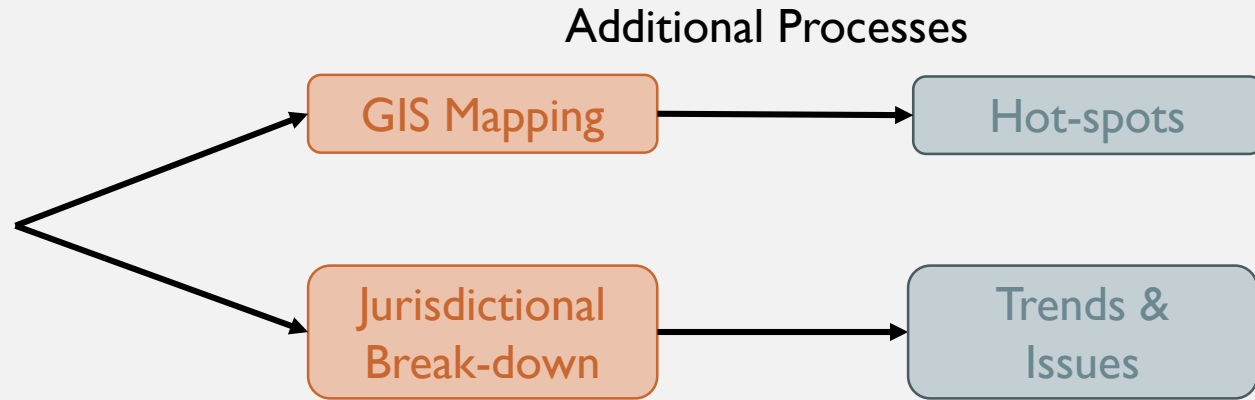 Additional Processes
GIS Mapping
Hot-spots
Jurisdictional
Break-down
Trends &
Issues